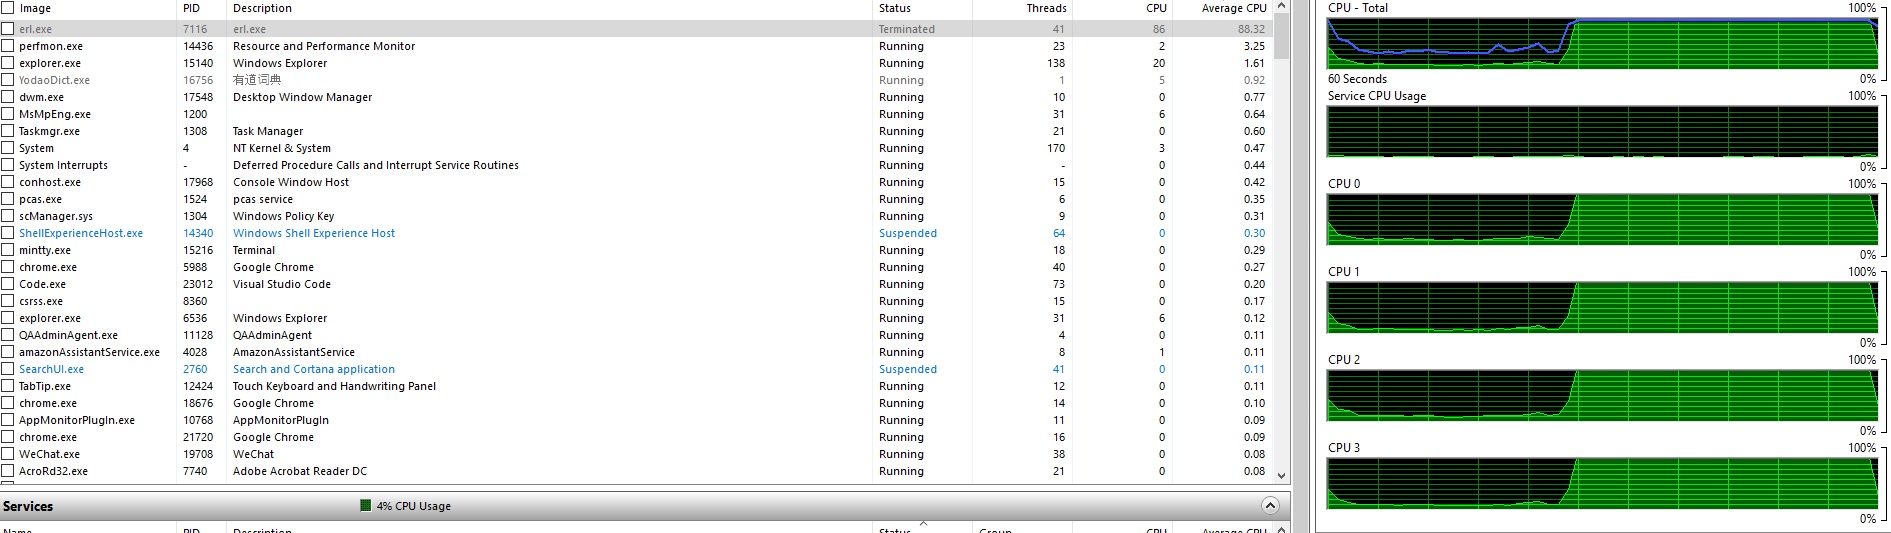 Image PID Description Status Threads CPU Average CPU
erl.exe 7116 erl.exe Terminated 41 86 88.32
perfmon.exe 14436 Resource and Performance Monitor Running 23 2 3.25
explorer.exe 15140 Windows Explorer Running 138 20 1.61
YodaoDict.exe 16756 有道词典 Running 1 5 0.92
dwm.exe 17548 Desktop Window Manager Running 10 0 0.77
MsMpEng.exe 1200 Running 31 6 0.64
Taskmgr.exe 1308 Task Manager Running 21 0 0.60
System 4 NT Kernel & System Running 170 3 0.47
System Interrupts - Deferred Procedure Calls and Interrupt Service Routines Running - 0 0.44
conhost.exe 17968 Console Window Host Running 15 0 0.42
pcas.exe 1524 pcas service Running 6 0 0.35
scManager.sys 1304 Windows Policy Key Running 9 0 0.31
ShellExperienceHost.exe 14340 Windows Shell Experience Host Suspended 64 0 0.30
mintty.exe 15216 Terminal Running 18 0 0.29
chrome.exe 5988 Google Chrome Running 40 0 0.27
Code.exe 23012 Visual Studio Code Running 73 0 0.20
csrss.exe 8360 Running 15 0 0.17
explorer.exe 6536 Windows Explorer Running 31 6 0.12
QAAdminAgent.exe 11128 QAAdminAgent Running 4 0 0.11
amazonAssistantService.exe 4028 AmazonAssistantService Running 8 1 0.11
SearchUI.exe 2760 Search and Cortana application Suspended 41 0 0.11
TabTip.exe 12424 Touch Keyboard and Handwriting Panel Running 12 0 0.11
chrome.exe 18676 Google Chrome Running 14 0 0.10
AppMonitorPlugIn.exe 10768 AppMonitorPlugIn Running 11 0 0.09
chrome.exe 21720 Google Chrome Running 16 0 0.09
WeChat.exe 19708 WeChat Running 38 0 0.08
AcroRd32.exe 7740 Adobe Acrobat Reader DC Running 21 0 0.08
Services 4% CPU Usage
Name PID Description Status Group CPU Average CPU
CPU - Total 100%
60 Seconds 0%
Service CPU Usage 100%
0%
CPU 0 100%
0%
CPU 1 100%
0%
CPU 2 100%
0%
CPU 3 100%
0%